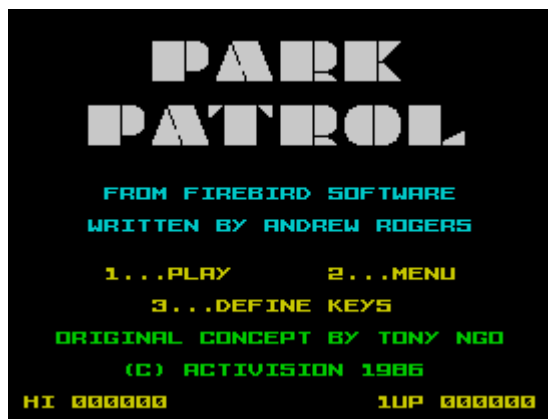 PARK
PATROL
FROM FIREBIRD SOFTWARE
WRITTEN BY ANDREW ROGERS
1...PLAY 2...MENU
3...DEFINE KEYS
ORIGINAL CONCEPT BY TONY NGO
(C) ACTIVISION 1986
HI 000000 1UP 000000